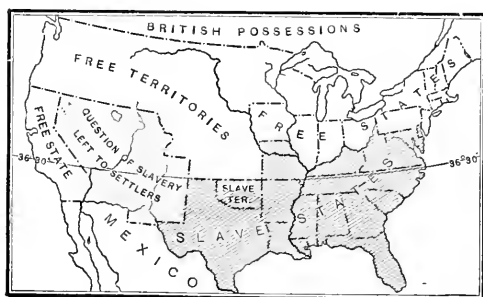 BRITISH POSSESSIONS
FREE TERRITORIES
FREE STATES
FREE STATE
QUESTION OF SLAVERY
LEFT TO SETTLERS
36°30'
36°30'
SLAVE
TER.
SLAVE STATES
MEXICO